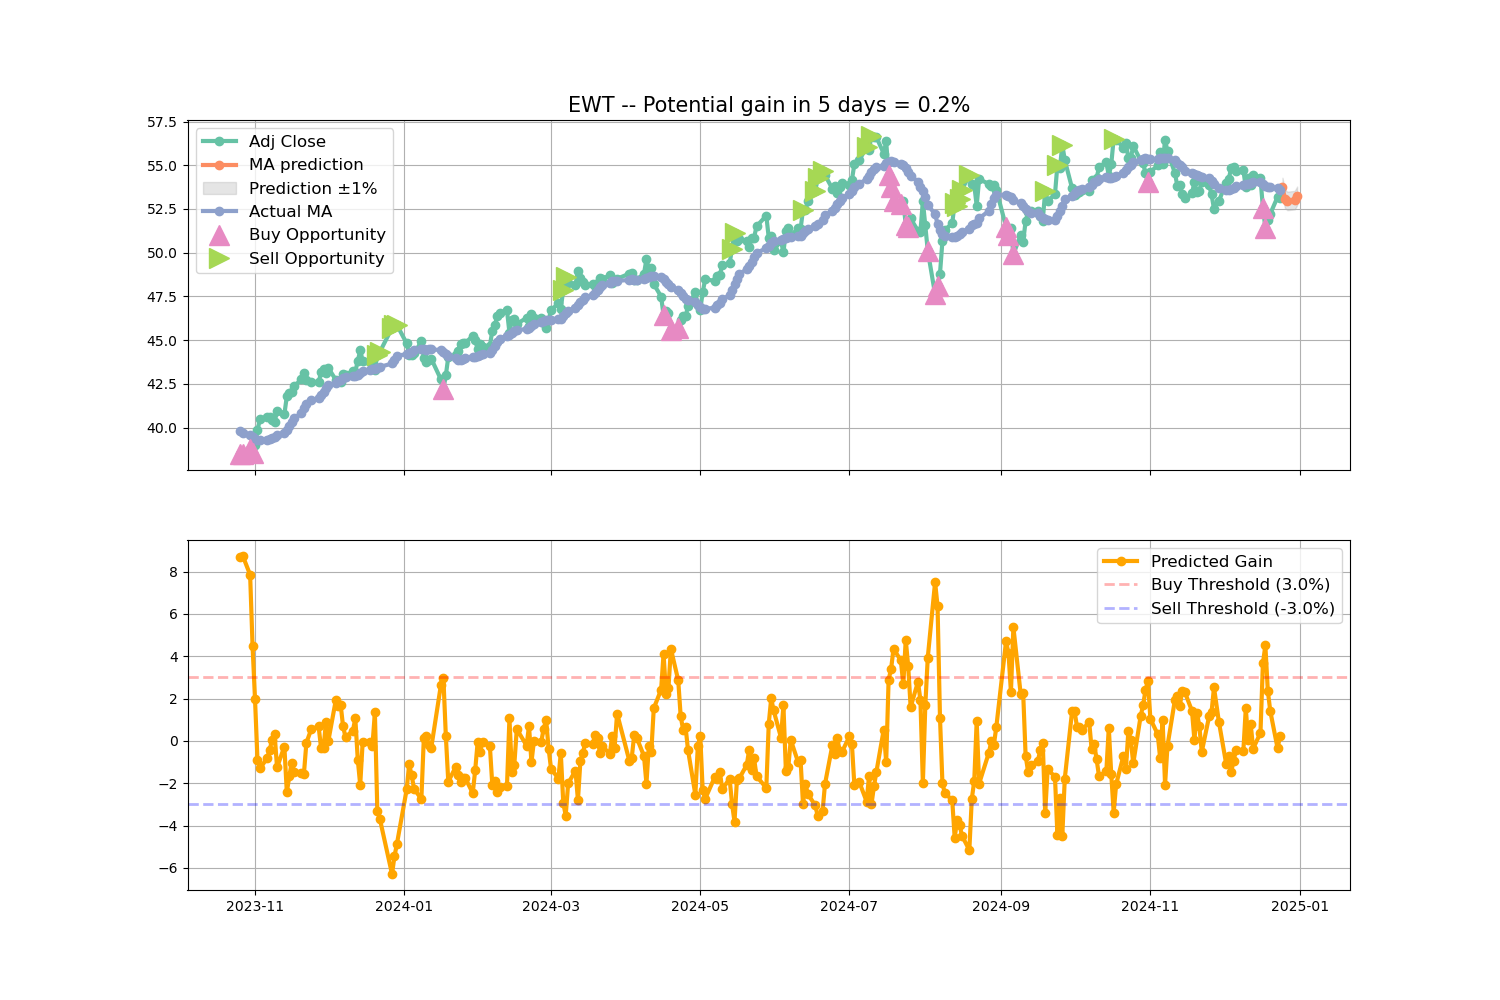 EWT -- Potential gain in 5 days = 0.2%
57.5
55.0
52.5
50.0
47.5
45.0
42.5
40.0
Adj Close
MA prediction
Prediction ±1%
Actual MA
Buy Opportunity
Sell Opportunity
8
6
4
2
0
−2
−4
−6
Predicted Gain
Buy Threshold (3.0%)
Sell Threshold (-3.0%)
2023-11
2024-01
2024-03
2024-05
2024-07
2024-09
2024-11
2025-01